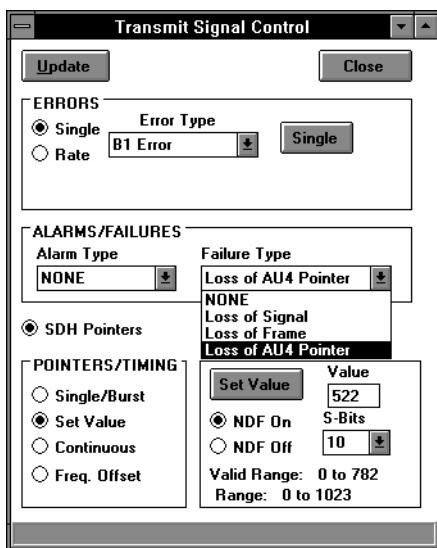 Transmit Signal Control
Update
Close
ERRORS
Single
Rate
Error Type
B1 Error
Single
ALARMS/FAILURES
Alarm Type
NONE
Failure Type
Loss of AU4 Pointer
NONE
Loss of Signal
Loss of Frame
Loss of AU4 Pointer
SDH Pointers
POINTERS/TIMING
Single/Burst
Set Value
Continuous
Freq. Offset
Set Value
Value
522
NDF On
NDF Off
S-Bits
10
Valid Range: 0 to 782
Range: 0 to 1023